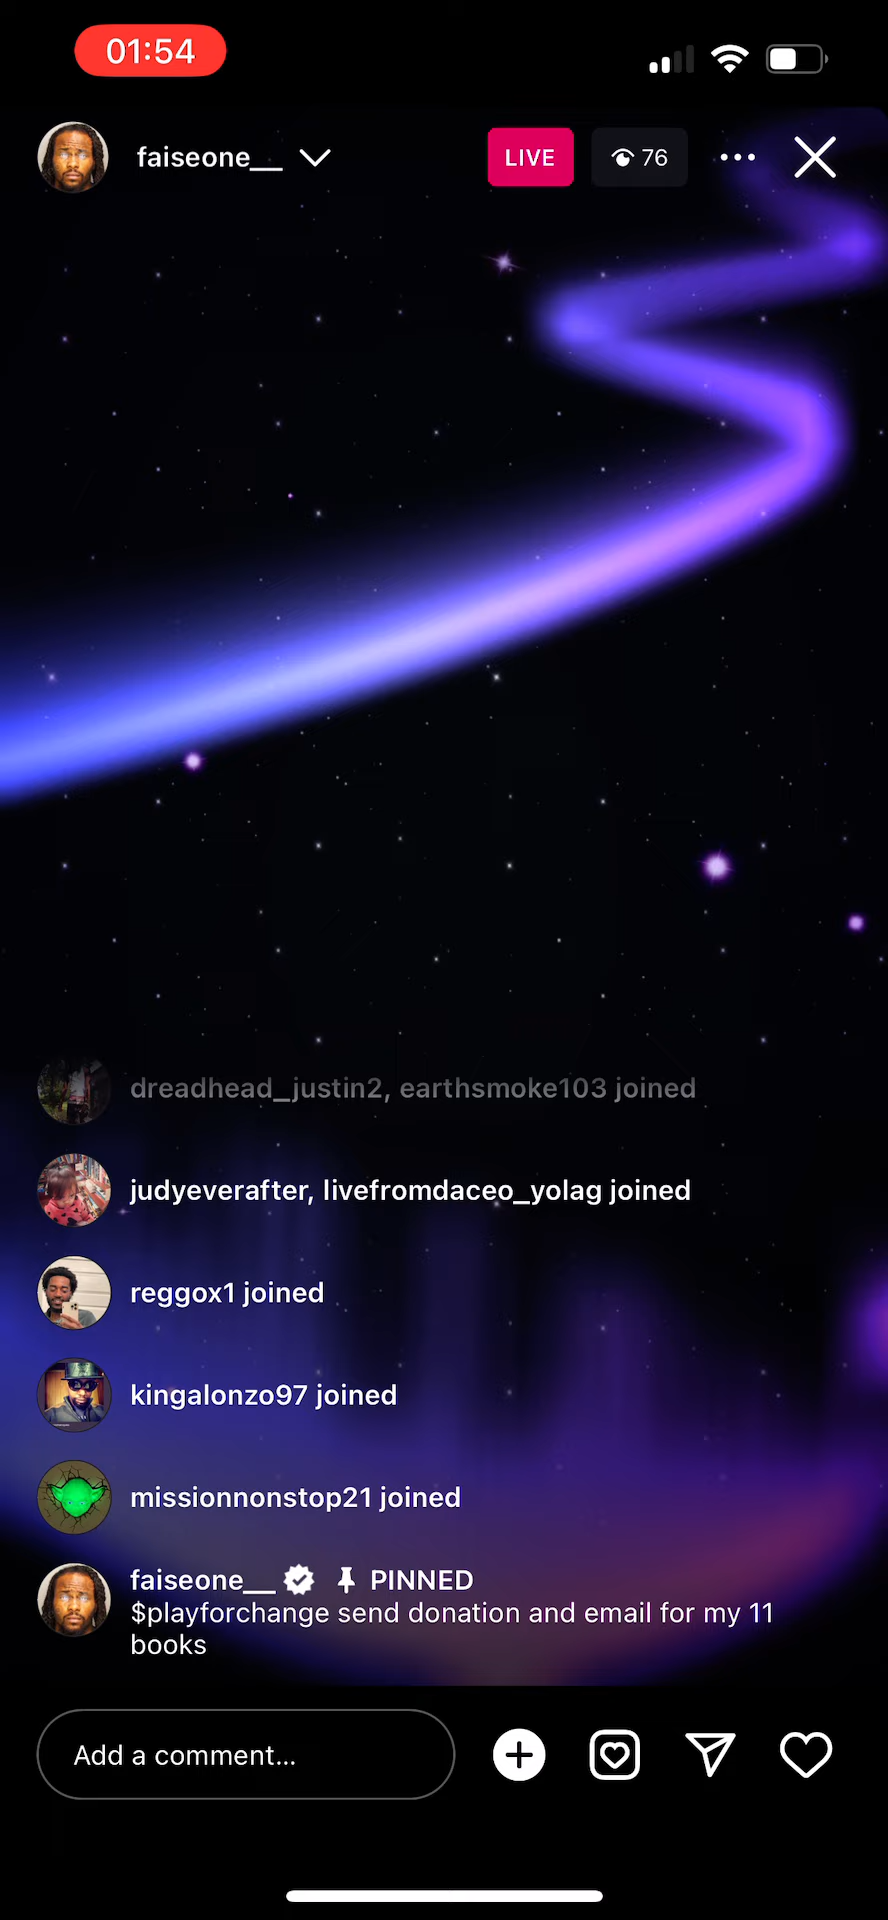 01:54
faiseone__
LIVE
76
dreadhead_justin2, earthsmoke103 joined
judyeverafter, livefromdaceo_yolag joined
reggox1 joined
kingalonzo97 joined
missionnonstop21 joined
faiseone__ PINNED
$playforchange send donation and email for my 11
books
Add a comment...